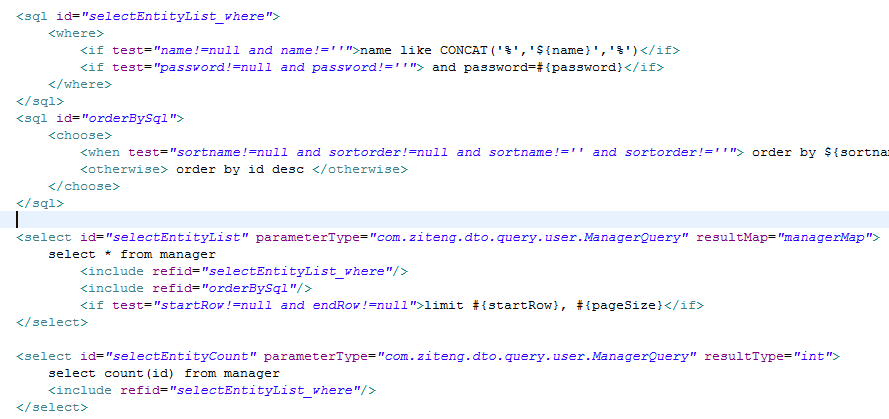 <sql id="selectEntityList_where">
<where>
<if test="name!=null and name!=''">name like CONCAT('%','${name}','%')</if>
<if test="password!=null and password!=''"> and password=#{password}</if>
</where>
</sql>
<sql id="orderBySql">
<choose>
<when test="sortname!=null and sortorder!=null and sortname!='' and sortorder!=''"> order by ${sortna
<otherwise> order by id desc </otherwise>
</choose>
</sql>
<select id="selectEntityList" parameterType="com.ziteng.dto.query.user.ManagerQuery" resultMap="managerMap">
select * from manager
<include refid="selectEntityList_where"/>
<include refid="orderBySql"/>
<if test="startRow!=null and endRow!=null">limit #{startRow}, #{pageSize}</if>
</select>
<select id="selectEntityCount" parameterType="com.ziteng.dto.query.user.ManagerQuery" resultType="int">
select count(id) from manager
<include refid="selectEntityList_where"/>
</select>